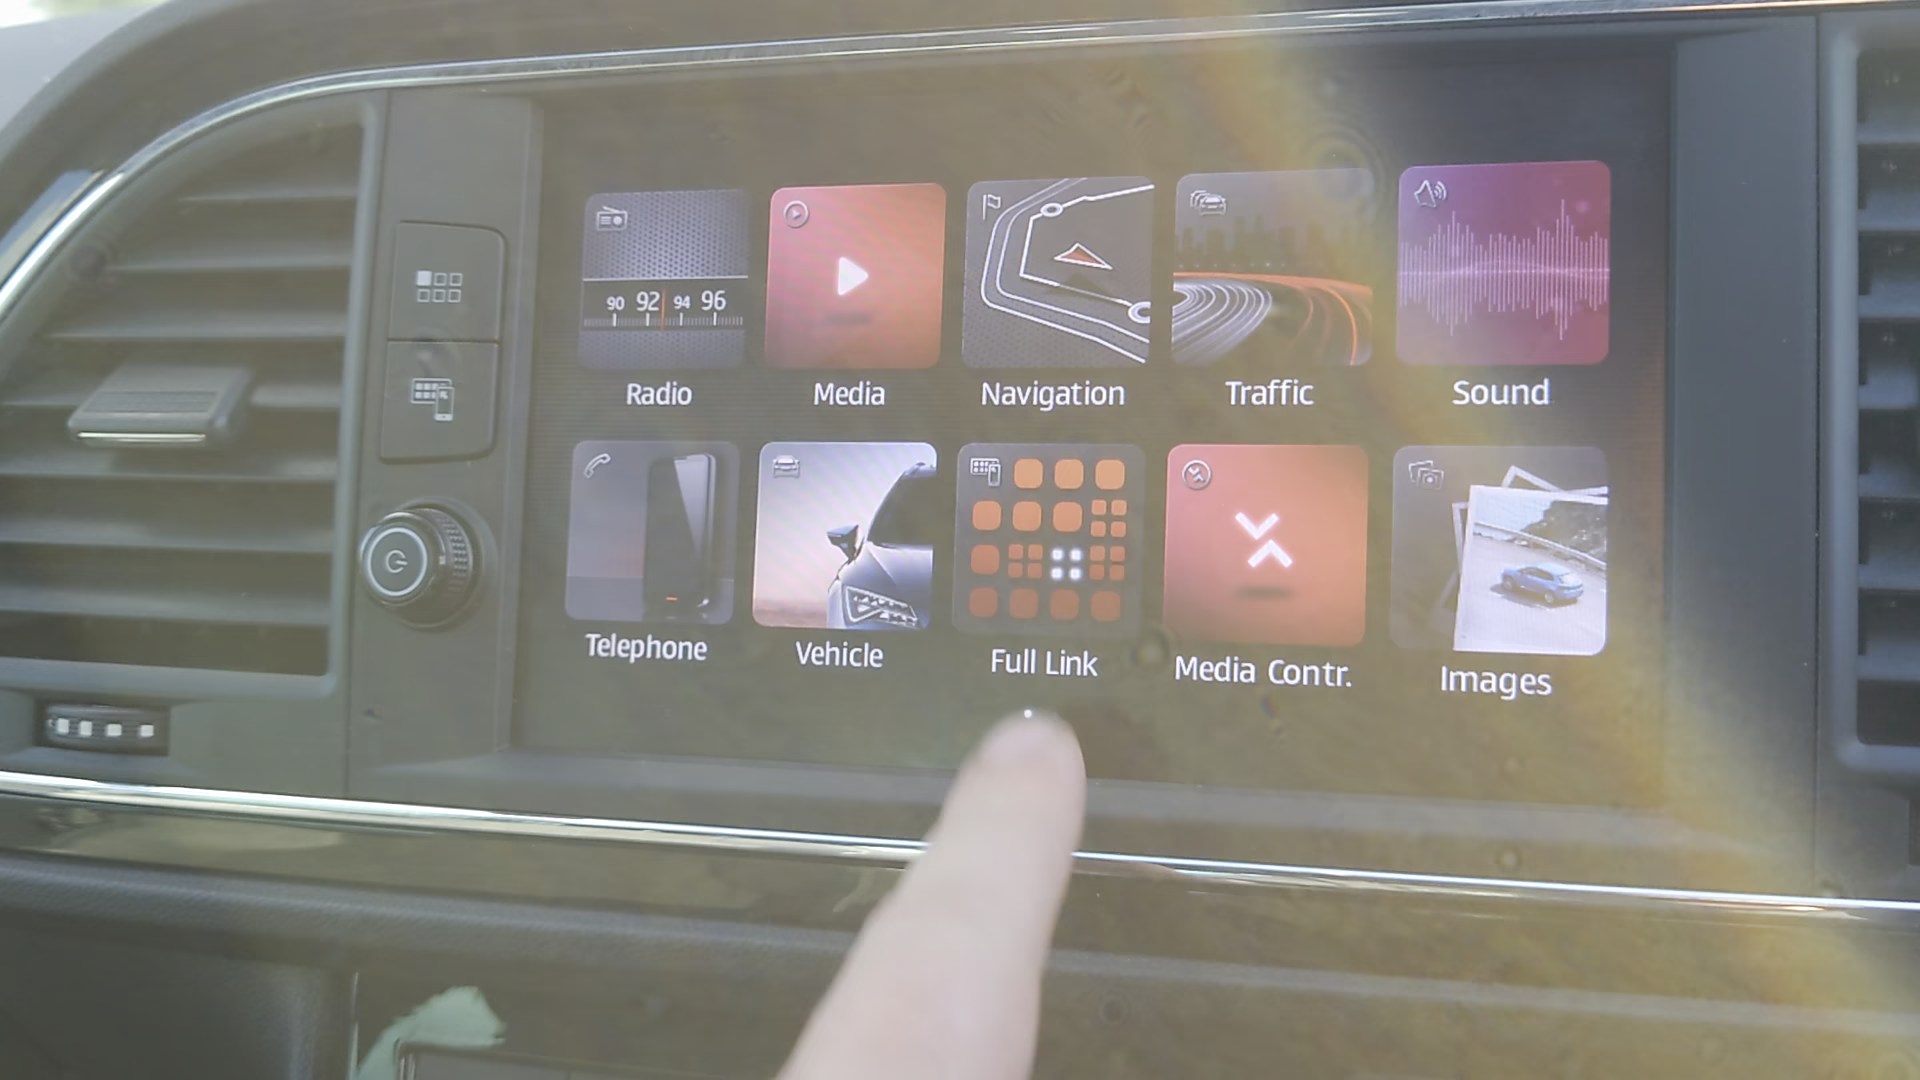 90 92 94 96
Radio
Media
Navigation
Traffic
Sound
Telephone
Vehicle
Full Link
Media Contr.
Images